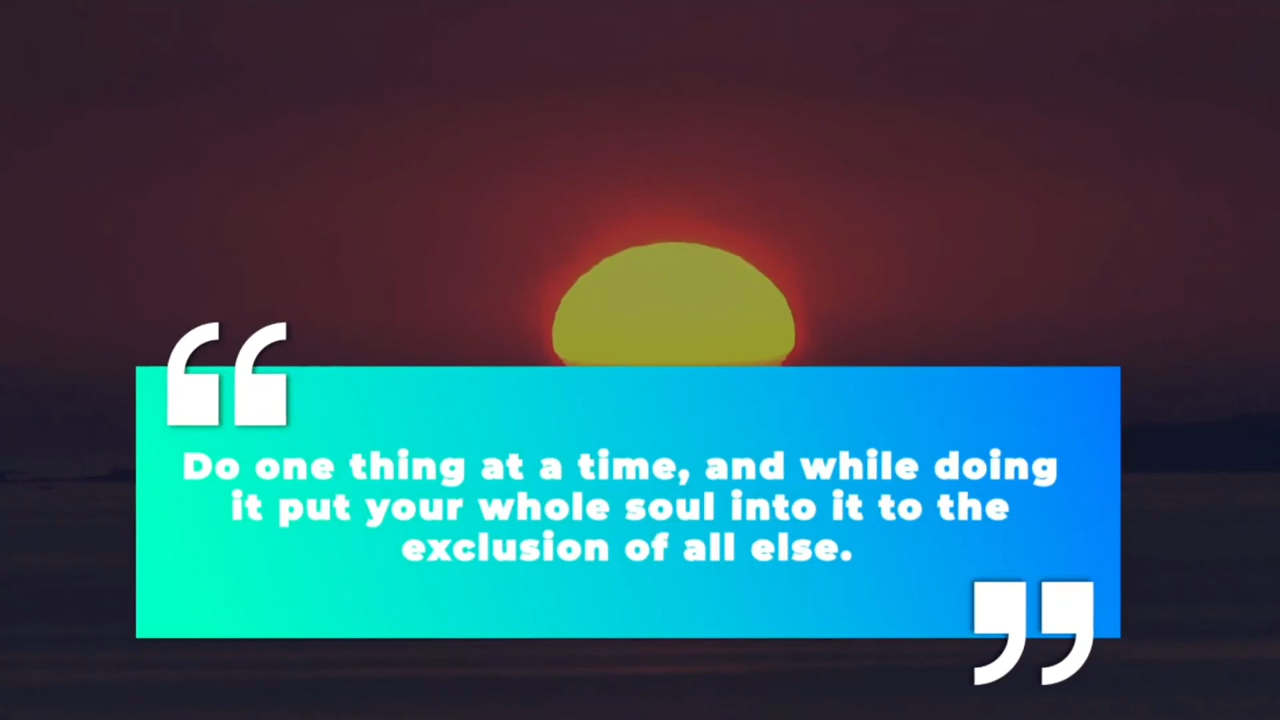 “
Do one thing at a time, and while doing
it put your whole soul into it to the
exclusion of all else.
”